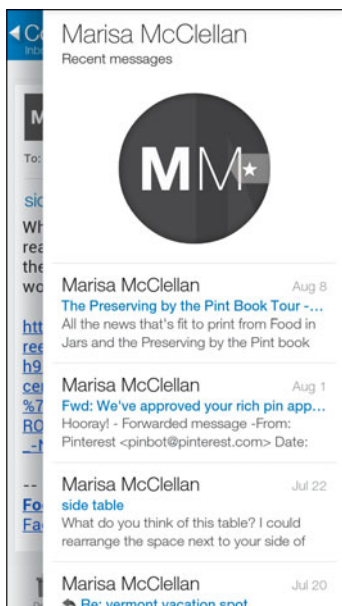 Marisa McClellan
Recent messages
MM
Marisa McClellan Aug 8
The Preserving by the Pint Book Tour -...
All the news that's fit to print from Food in
Jars and the Preserving by the Pint book
Marisa McClellan Aug 1
Fwd: We've approved your rich pin app...
Hooray! - Forwarded message -From:
Pinterest <pinbot@pinterest.com> Date:
Marisa McClellan Jul 22
side table
What do you think of this table? I could
rearrange the space next to your side of
Marisa McClellan Jul 20
Re: vermont vacation spot
To:
htt
h9
%7
RO
--